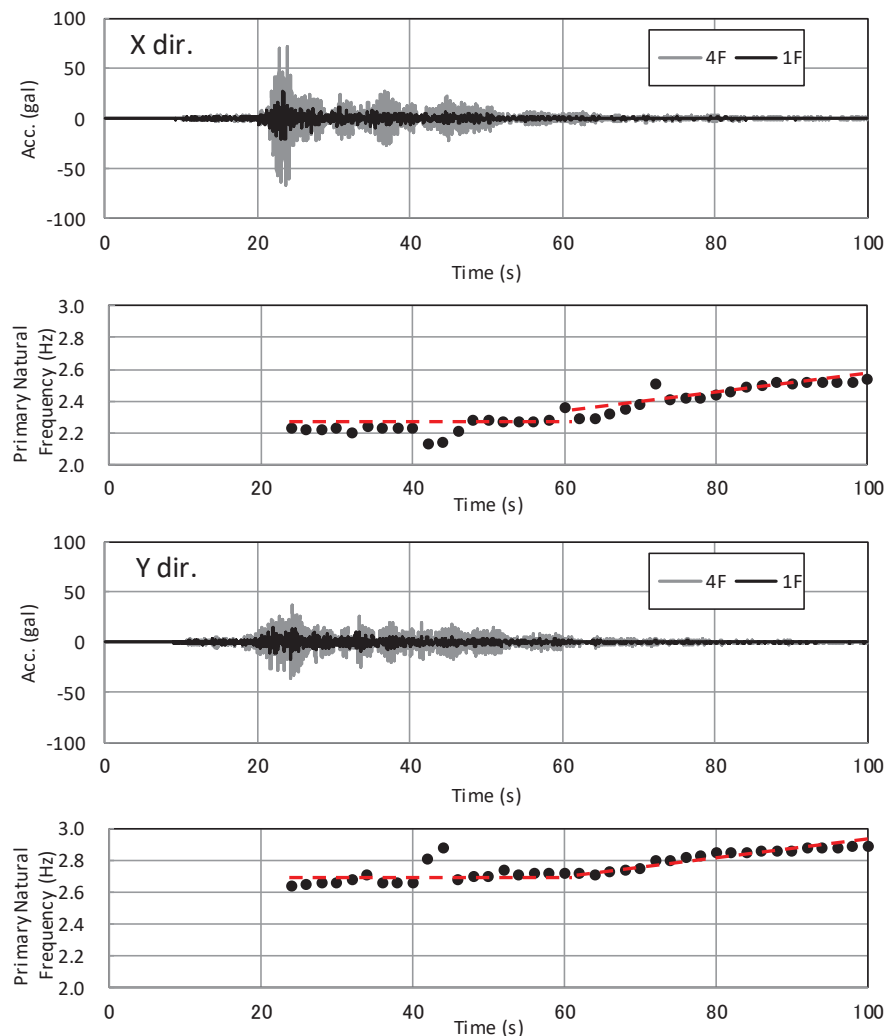 X dir.
4F 1F
Acc. (gal)
100
50
0
-50
-100
0 20 40 60 80 100
Time (s)
Primary Natural
Frequency (Hz)
3.0
2.8
2.6
2.4
2.2
2.0
0 20 40 60 80 100
Time (s)
Y dir.
4F 1F
Acc. (gal)
100
50
0
-50
-100
0 20 40 60 80 100
Time (s)
Primary Natural
Frequency (Hz)
3.0
2.8
2.6
2.4
2.2
2.0
0 20 40 60 80 100
Time (s)